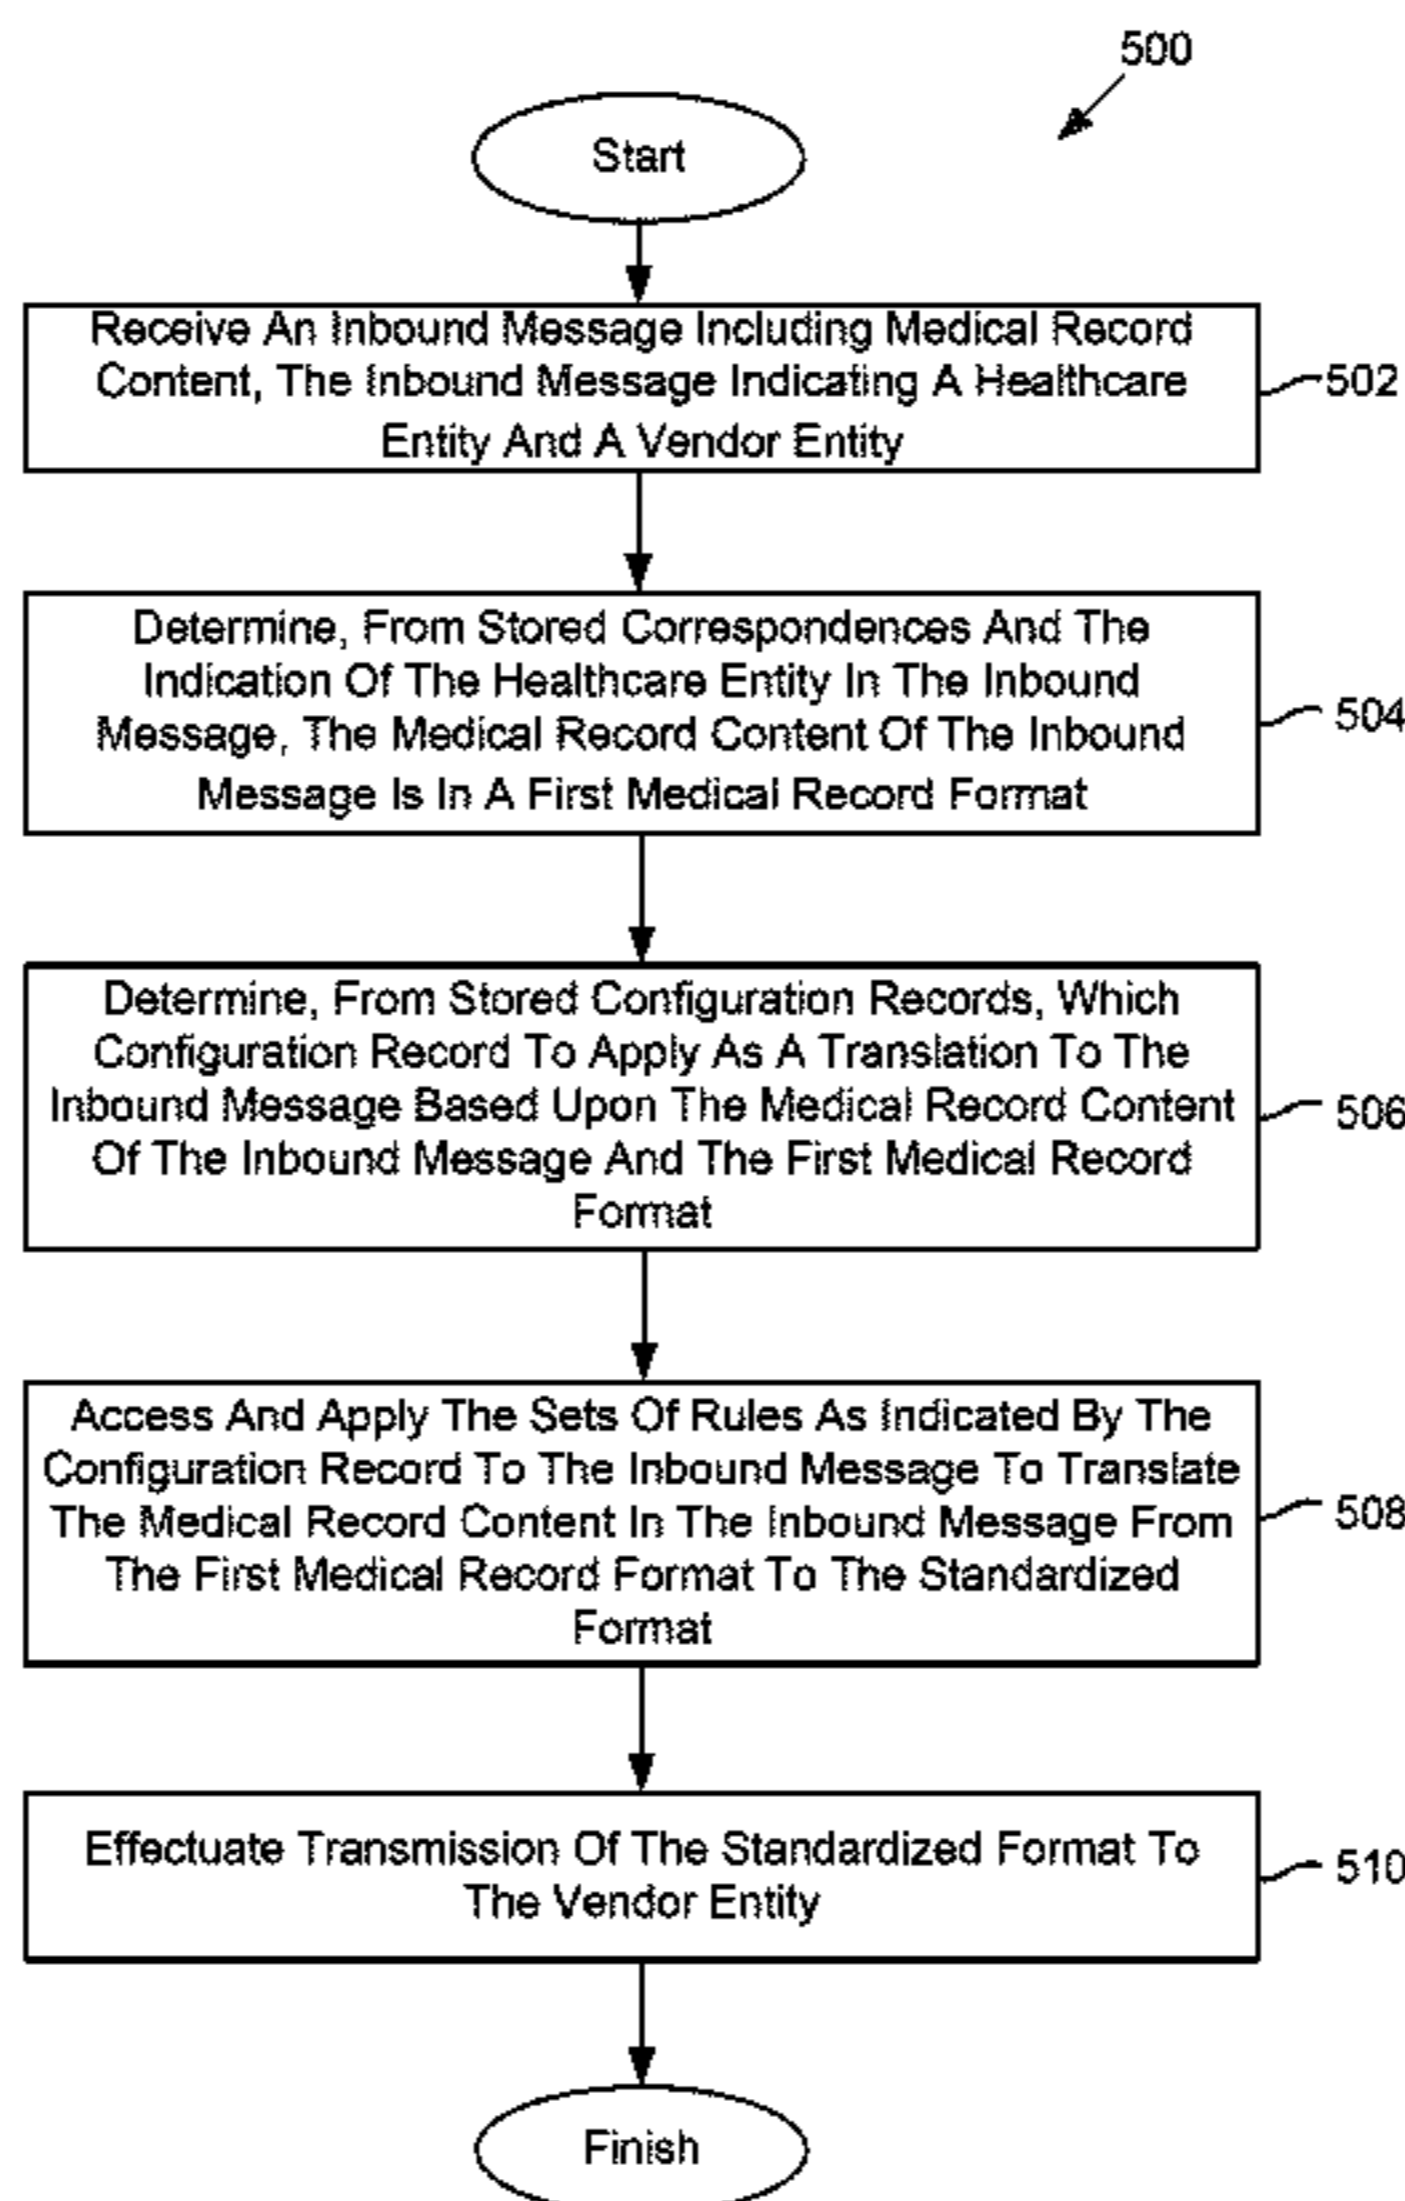 500
Start
Receive An Inbound Message Including Medical Record
Content, The Inbound Message Indicating A Healthcare
Entity And A Vendor Entity
502
Determine, From Stored Correspondences And The
Indication Of The Healthcare Entity In The Inbound
Message, The Medical Record Content Of The Inbound
Message Is In A First Medical Record Format
504
Determine, From Stored Configuration Records, Which
Configuration Record To Apply As A Translation To The
Inbound Message Based Upon The Medical Record Content
Of The Inbound Message And The First Medical Record
Format
506
Access And Apply The Sets Of Rules As Indicated By The
Configuration Record To The Inbound Message To Translate
The Medical Record Content In The Inbound Message From
The First Medical Record Format To The Standardized
Format
508
Effectuate Transmission Of The Standardized Format To
The Vendor Entity
510
Finish